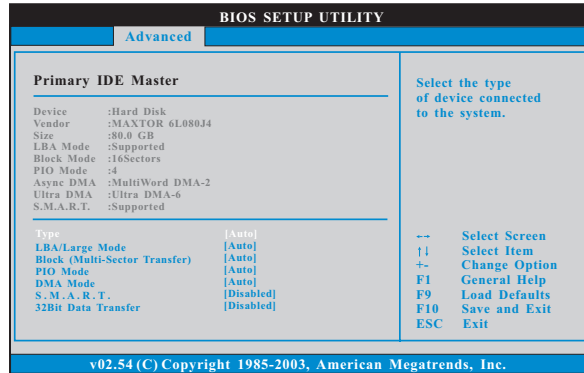 BIOS SETUP UTILITY
Advanced
Primary IDE Master
Device :Hard Disk
Vendor :MAXTOR 6L080J4
Size :80.0 GB
LBA Mode :Supported
Block Mode :16Sectors
PIO Mode :4
Async DMA :MultiWord DMA-2
Ultra DMA :Ultra DMA-6
S.M.A.R.T. :Supported
Type [Auto]
LBA/Large Mode [Auto]
Block (Multi-Sector Transfer) [Auto]
PIO Mode [Auto]
DMA Mode [Auto]
S.M.A.R.T. [Disabled]
32Bit Data Transfer [Disabled]
Select the type
of device connected
to the system.
←→ Select Screen
↑↓ Select Item
+- Change Option
F1 General Help
F9 Load Defaults
F10 Save and Exit
ESC Exit
v02.54 (C) Copyright 1985-2003, American Megatrends, Inc.